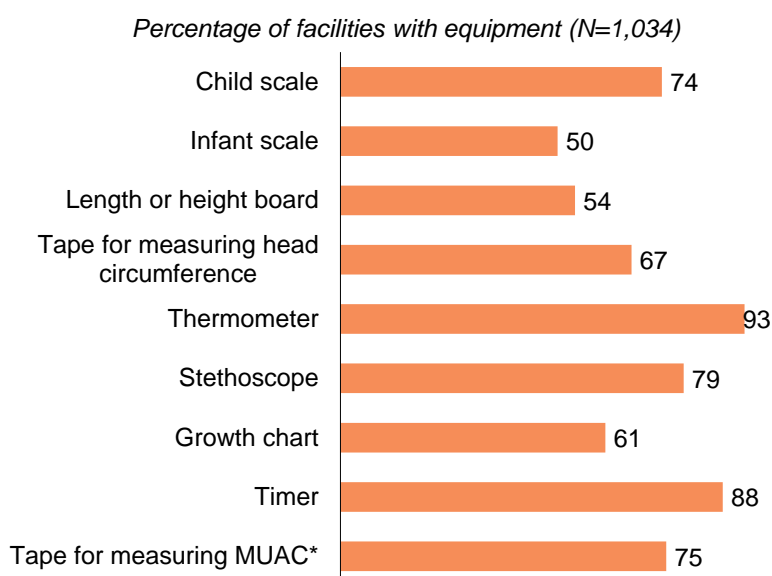 Percentage of facilities with equipment (N=1,034)
Child scale 74
Infant scale 50
Length or height board 54
Tape for measuring head
circumference 67
Thermometer 93
Stethoscope 79
Growth chart 61
Timer 88
Tape for measuring MUAC* 75